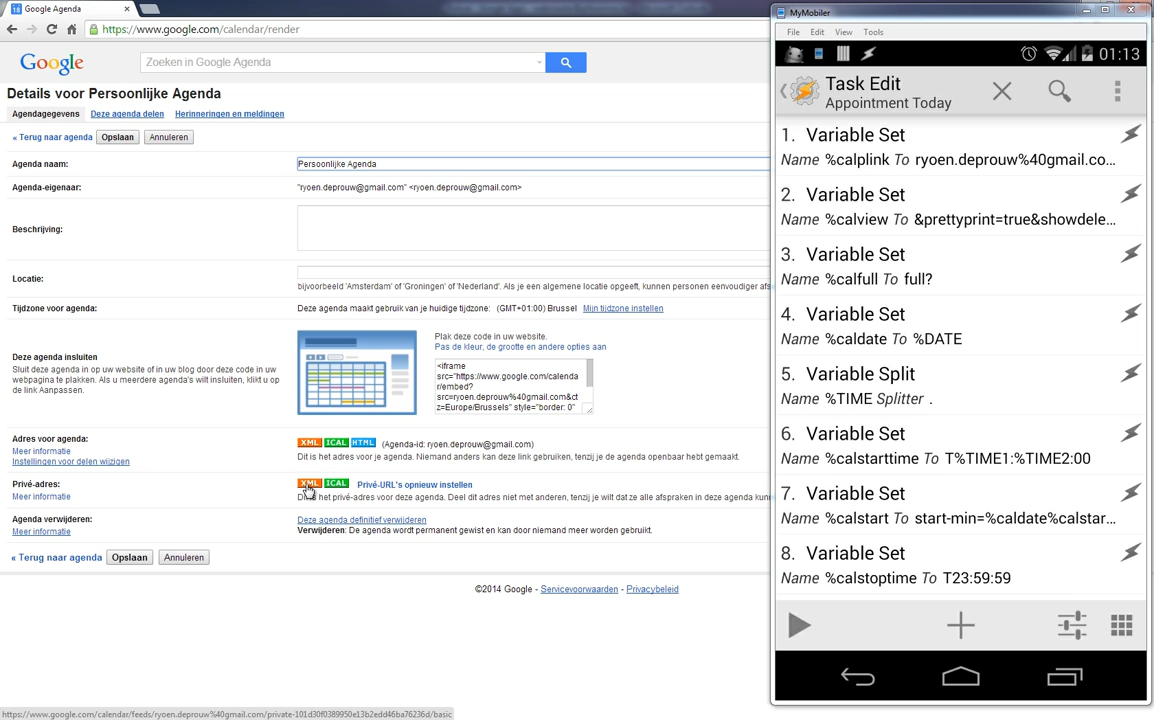 18 Google Agenda
https://www.google.com/calendar/render
Google
Zoeken in Google Agenda
Details voor Persoonlijke Agenda
Agendagegevens Deze agenda delen Herinneringen en meldingen
« Terug naar agenda Opslaan Annuleren
Agenda naam: Persoonlijke Agenda
Agenda-eigenaar: "ryoen.deprouw@gmail.com" <ryoen.deprouw@gmail.com>
Beschrijving:
Locatie:
bijvoorbeeld 'Amsterdam' of 'Groningen' of 'Nederland'. Als je een algemene locatie opgeeft, kunnen personen eenvoudiger
Tijdzone voor agenda: Deze agenda maakt gebruik van je huidige tijdzone: (GMT+01:00) Brussel Mijn tijdzone instellen
Deze agenda insluiten
Sluit deze agenda in op uw website of in uw blog door deze code in uw
webpagina te plakken. Als u meerdere agenda's wilt insluiten, klikt u op
de link Aanpassen.
Plak deze code in uw website.
Pas de kleur, de grootte en andere opties aan
<iframe
src="https://www.google.com/calenda
r/embed?
src=ryoen.deprouw%40gmail.com&ct
z=Europe/Brussels" style="border: 0"
Adres voor agenda:
Meer informatie
Instellingen voor delen wijzigen
XML ICAL HTML (Agenda-id: ryoen.deprouw@gmail.com)
Dit is het adres voor je agenda. Niemand anders kan deze link gebruiken, tenzij je de agenda openbaar hebt gemaakt.
Privé-adres:
Meer informatie
XML ICAL Privé-URL's opnieuw instellen
Dit is het privé-adres voor deze agenda. Deel dit adres niet met anderen, tenzij je wilt dat ze alle afspraken in deze agenda
Agenda verwijderen:
Meer informatie
Deze agenda definitief verwijderen
Verwijderen: De agenda wordt permanent gewist en kan door niemand meer worden gebruikt.
« Terug naar agenda Opslaan Annuleren
©2014 Google - Servicevoorwaarden - Privacybeleid
https://www.google.com/calendar/feeds/ryoen.deprouw%40gmail.com/private-101d30f0389950e13b2edd46ba76236d/basic
MyMobiler
File Edit View Tools
01:13
Task Edit
Appointment Today
1. Variable Set
Name %calplink To ryoen.deprouw%40gmail.co...
2. Variable Set
Name %calview To &prettyprint=true&showdele...
3. Variable Set
Name %calfull To full?
4. Variable Set
Name %caldate To %DATE
5. Variable Split
Name %TIME Splitter .
6. Variable Set
Name %calstarttime To T%TIME1:%TIME2:00
7. Variable Set
Name %calstart To start-min=%caldate%calstar...
8. Variable Set
Name %calstoptime To T23:59:59